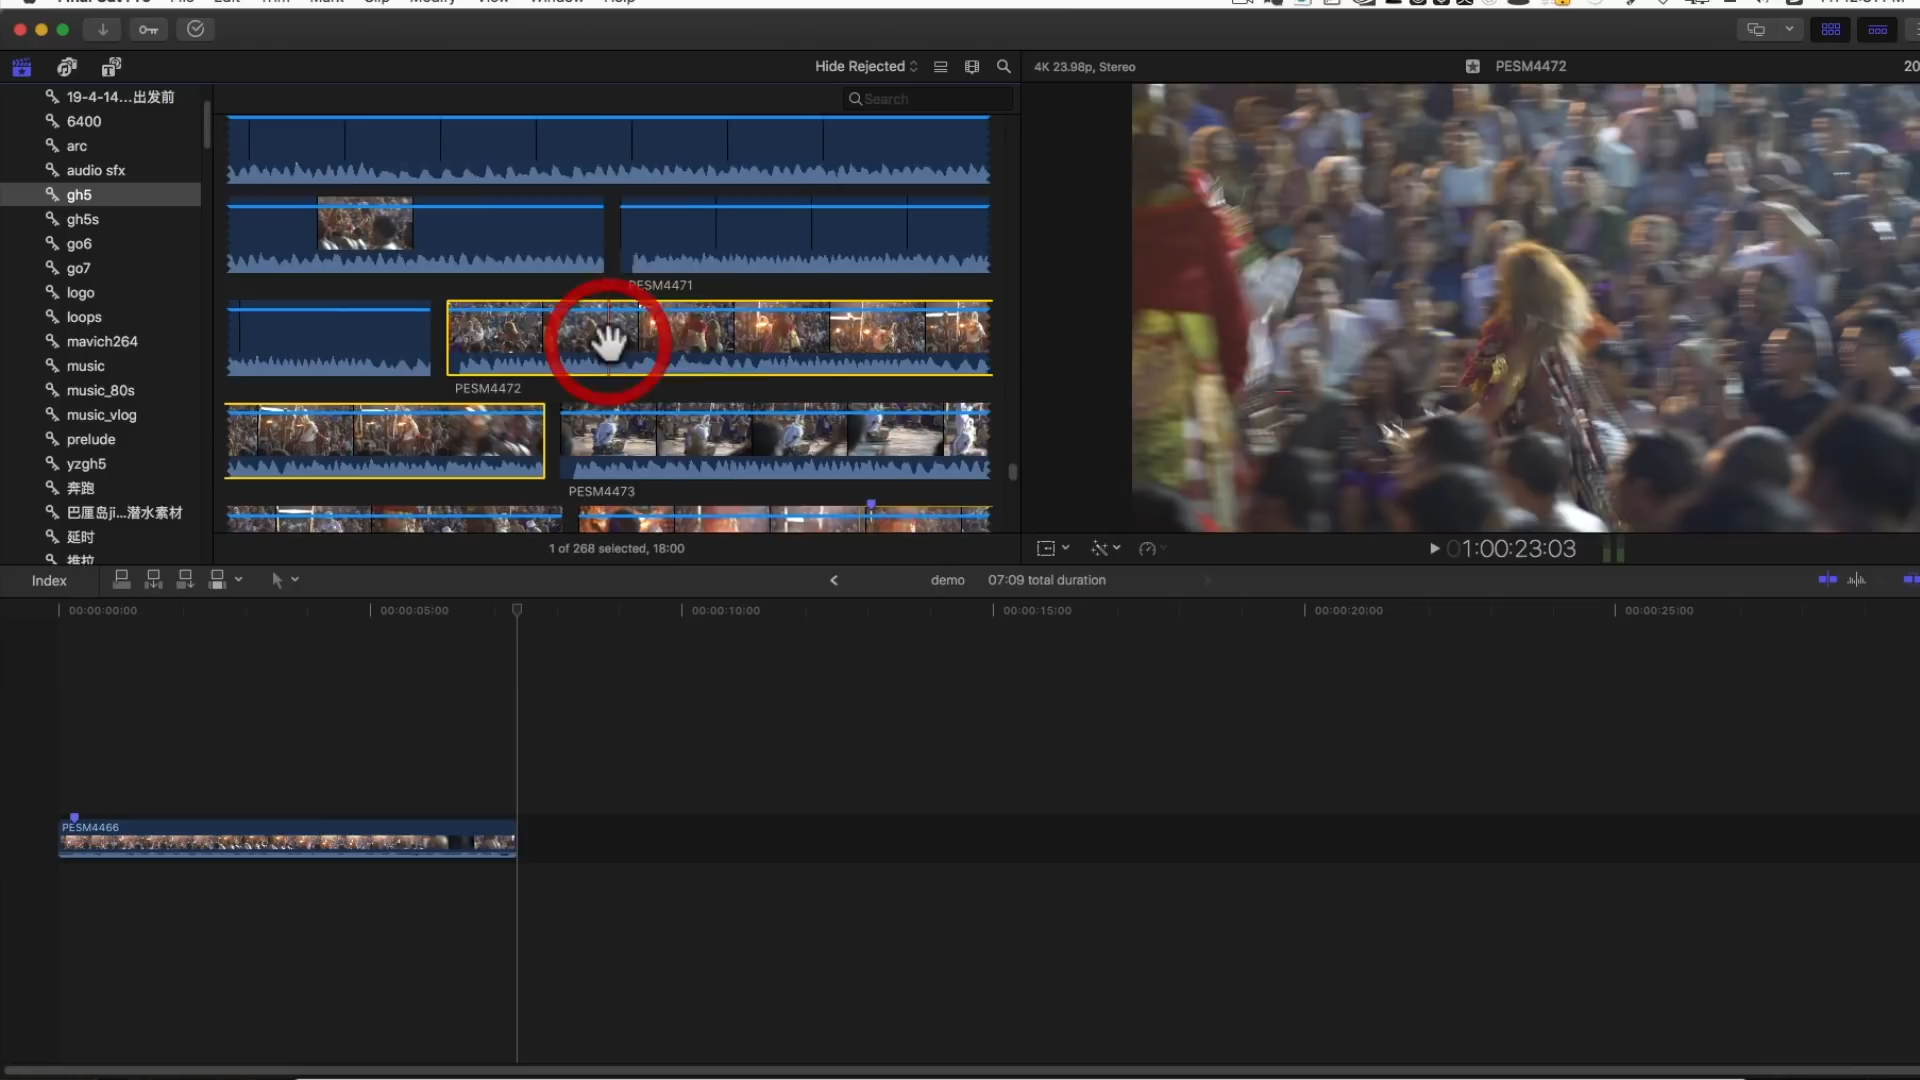 Hide Rejected
4K 23.98p, Stereo
PESM4472
20
Search
19-4-14...出发前
6400
arc
audio sfx
gh5
gh5s
go6
go7
logo
loops
mavich264
music
music_80s
music_vlog
prelude
yzgh5
奔跑
巴厘岛ji...潜水素材
延时
推拉
PESM4471
PESM4472
PESM4473
1 of 268 selected, 18:00
01:00:23:03
Index
demo
07:09 total duration
00:00:00:00
00:00:05:00
00:00:10:00
00:00:15:00
00:00:20:00
00:00:25:00
PESM4466